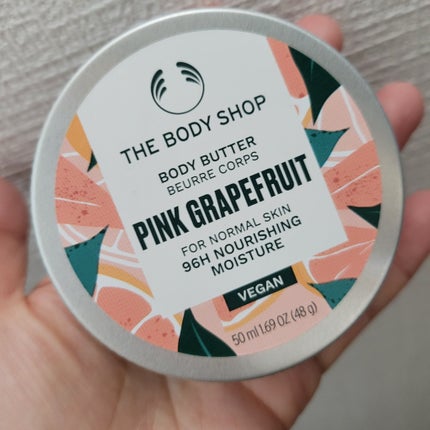 THE BODY SHOP
BODY BUTTER
BEURRE CORPS
PINK GRAPEFRUIT
FOR NORMAL SKIN
96H NOURISHING
MOISTURE
VEGAN
50 ml 1.69 OZ (48 g)